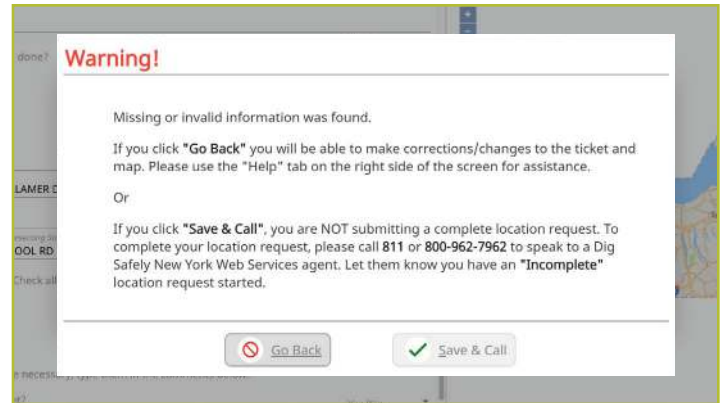 done?
Warning!
Missing or invalid information was found.
If you click "Go Back" you will be able to make corrections/changes to the ticket and
map. Please use the "Help" tab on the right side of the screen for assistance.
LAMER D
Or
If you click "Save & Call", you are NOT submitting a complete location request. To
OOL RD
complete your location request, please call 811 or 800-962-7962 to speak to a Dig
Safely New York Web Services agent. Let them know you have an "Incomplete"
Check all
location request started.
Go Back
Save & Call